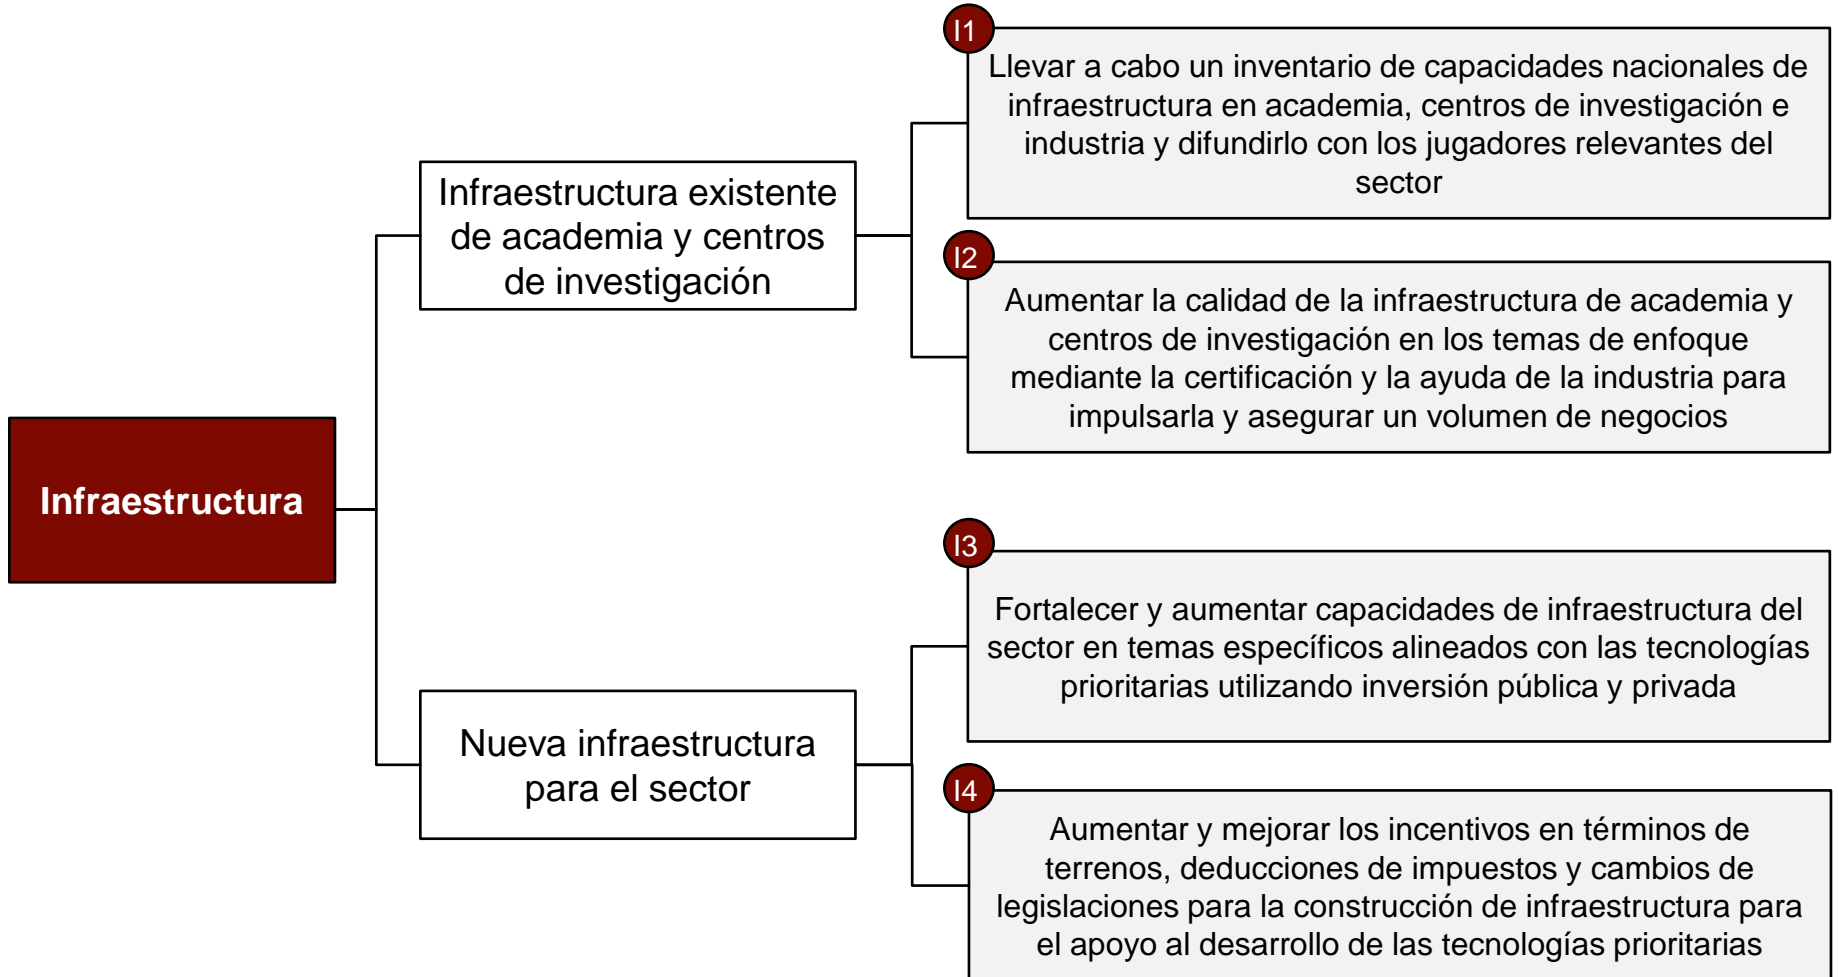 Infraestructura
Infraestructura existente
de academia y centros
de investigación
I1
Llevar a cabo un inventario de capacidades nacionales de
infraestructura en academia, centros de investigación e
industria y difundirlo con los jugadores relevantes del
sector
I2
Aumentar la calidad de la infraestructura de academia y
centros de investigación en los temas de enfoque
mediante la certificación y la ayuda de la industria para
impulsarla y asegurar un volumen de negocios
Nueva infraestructura
para el sector
I3
Fortalecer y aumentar capacidades de infraestructura del
sector en temas específicos alineados con las tecnologías
prioritarias utilizando inversión pública y privada
I4
Aumentar y mejorar los incentivos en términos de
terrenos, deducciones de impuestos y cambios de
legislaciones para la construcción de infraestructura para
el apoyo al desarrollo de las tecnologías prioritarias